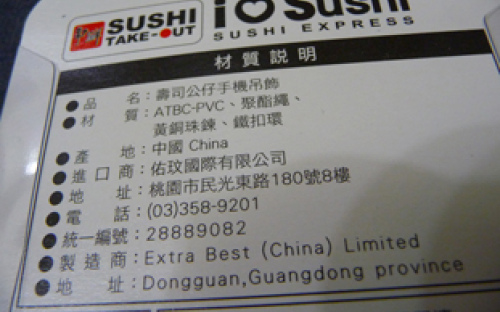 SUSHI
TAKE-OUT
i ♥ Sushi
SUSHI EXPRESS
材質說明
●品名：壽司公仔手機吊飾
●材質：ATBC-PVC、聚酯繩、
黃銅珠鍊、鐵扣環
●產地：中國 China
●進口商：佑玟國際有限公司
●地址：桃園市民光東路180號8樓
●電話：(03)358-9201
●統一編號：28889082
●製造商：Extra Best (China) Limited
●地址：Dongguan,Guangdong province